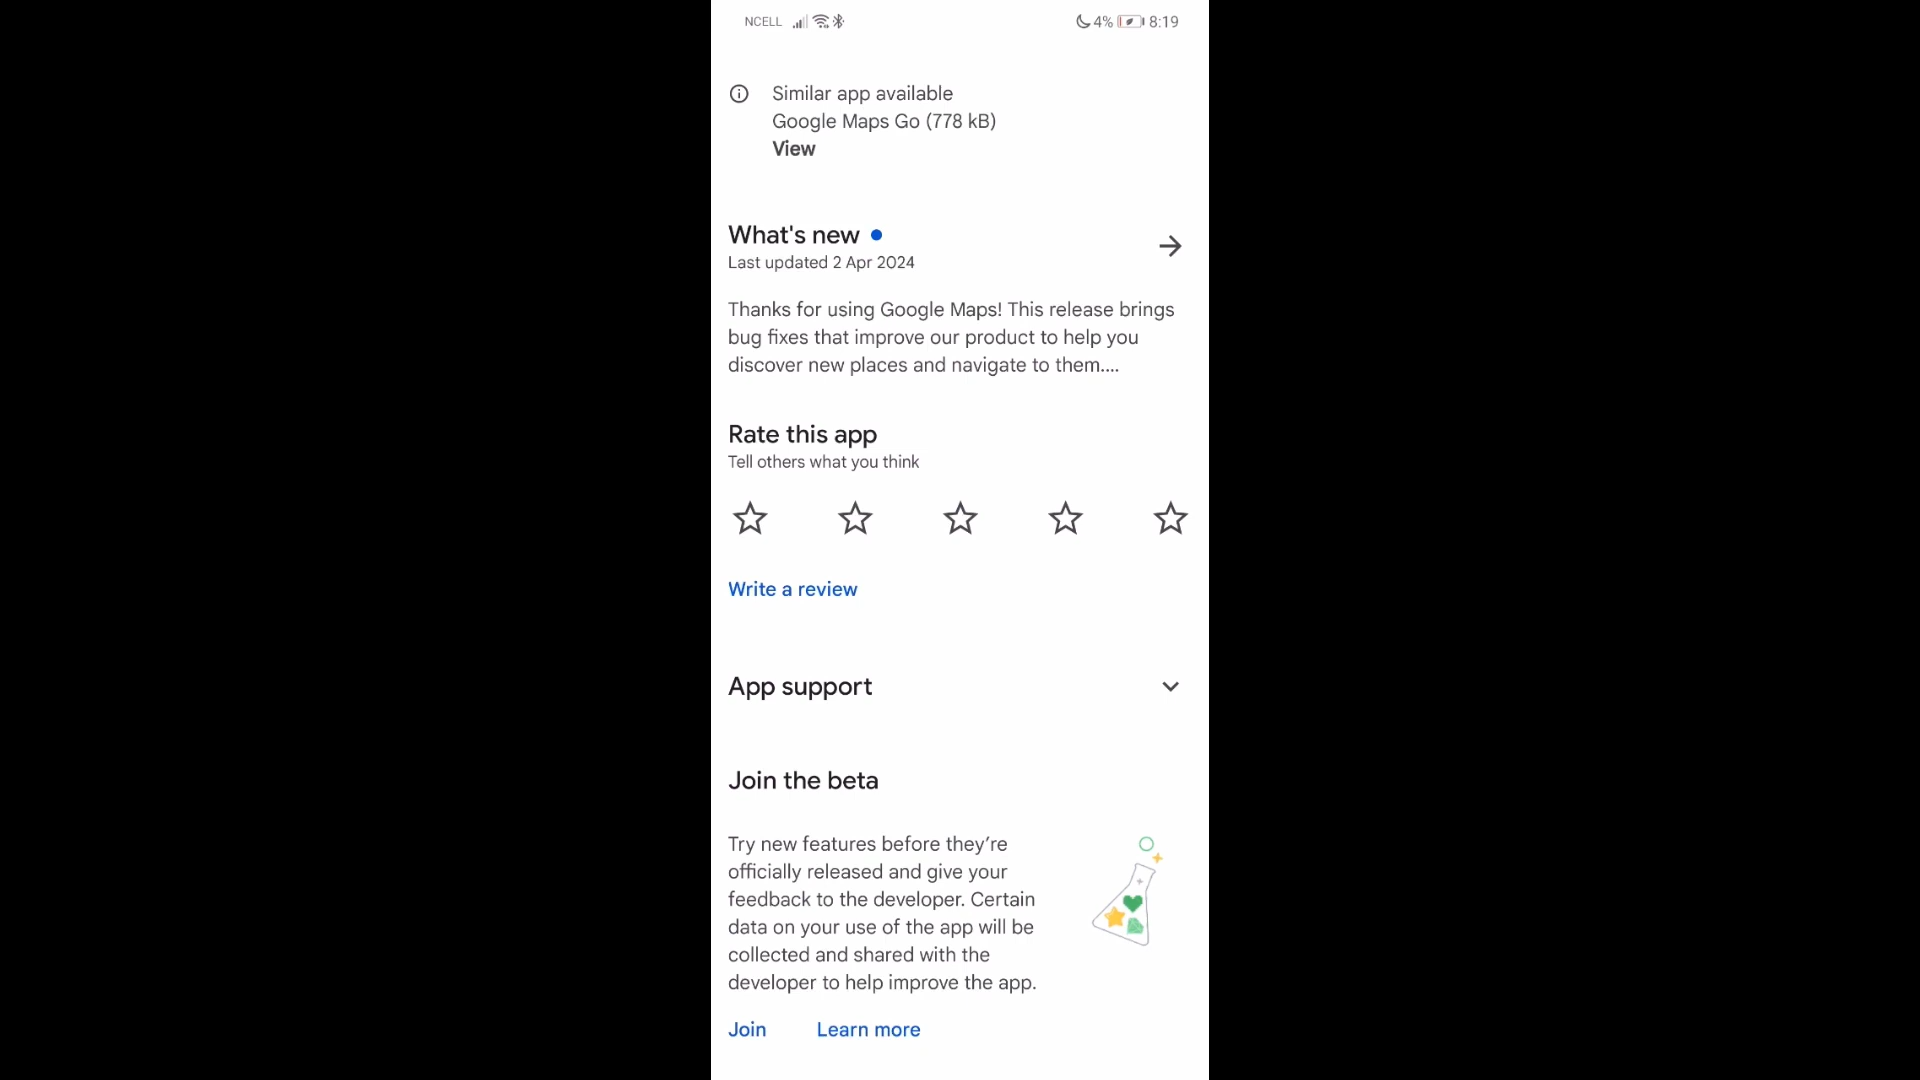 NCELL 4% 8:19
Similar app available
Google Maps Go (778 kB)
View
What's new
Last updated 2 Apr 2024
Thanks for using Google Maps! This release brings
bug fixes that improve our product to help you
discover new places and navigate to them....
Rate this app
Tell others what you think
Write a review
App support
Join the beta
Try new features before they’re
officially released and give your
feedback to the developer. Certain
data on your use of the app will be
collected and shared with the
developer to help improve the app.
Join Learn more